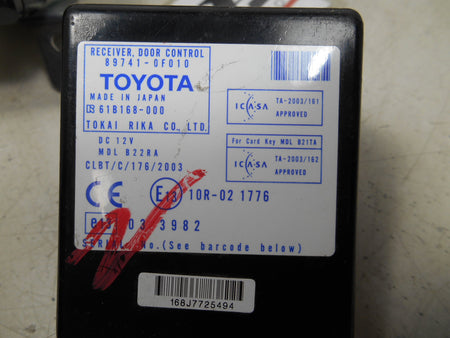 RECEIVER, DOOR CONTROL
89741-0F010
TOYOTA
MADE IN JAPAN
61B168-000
TOKAI RIKA CO., LTD.
DC 12V
MDL B22RA
CLBT/C/176/2003
CE E13 10R-02 1776
3982
SERIAL No. (See barcode below)
ICASA TA-2003/161
APPROVED
For Card Key MDL B21TA
ICASA TA-2003/162
APPROVED
168J7725494